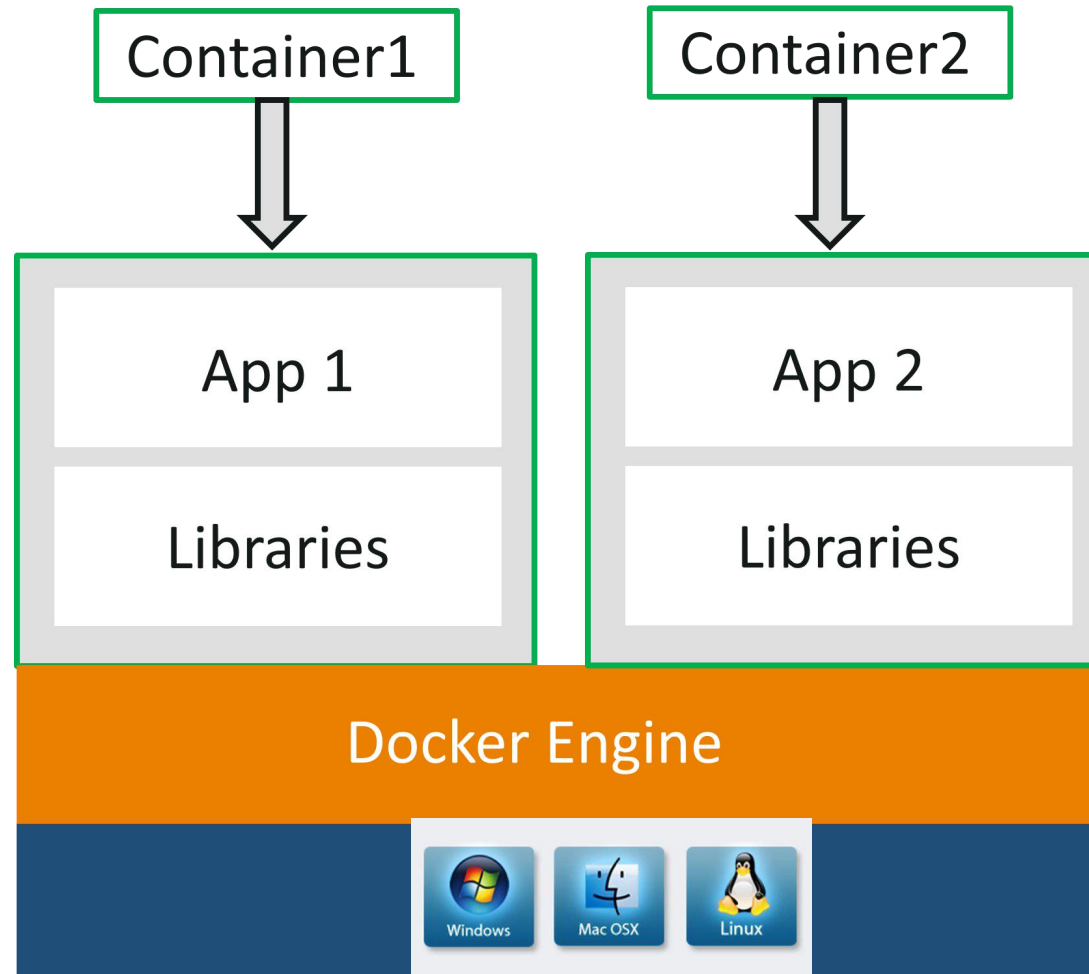 Container1
Container2
App 1
App 2
Libraries
Libraries
Docker Engine
Windows
Mac OSX
Linux